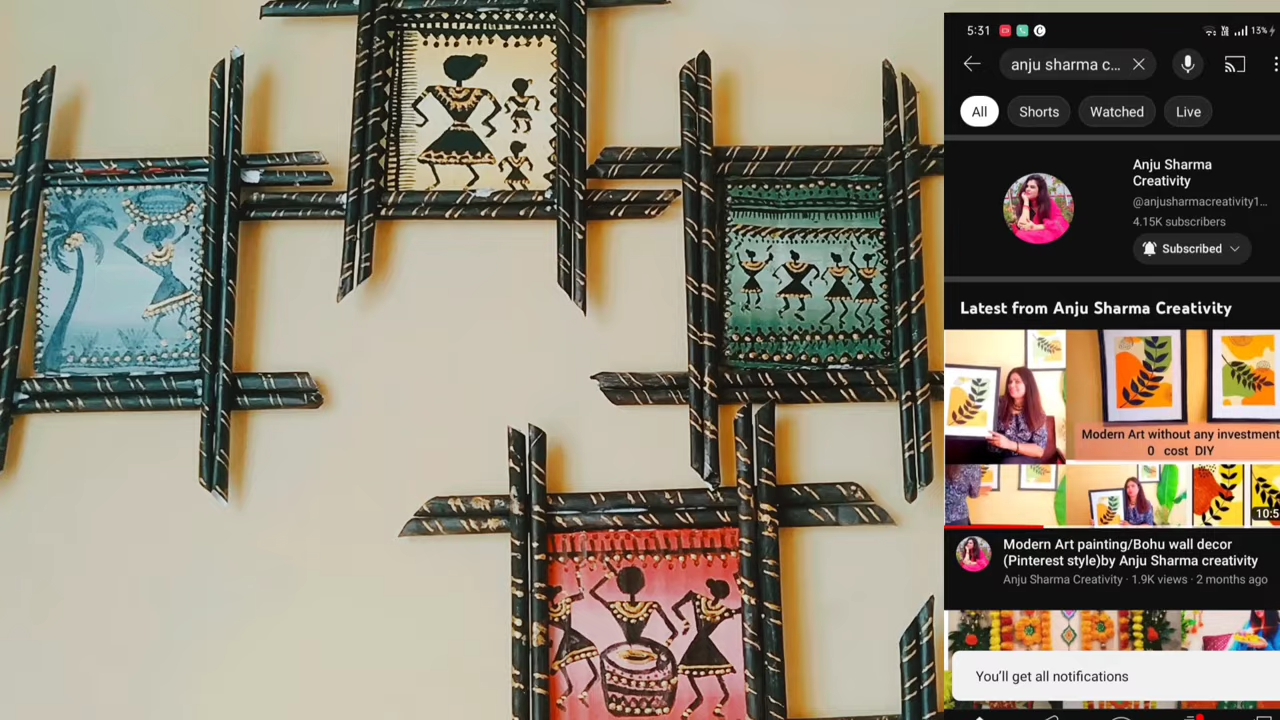 5:31
13%
anju sharma c...
All
Shorts
Watched
Live
Anju Sharma
Creativity
@anjusharmacreativity1...
4.15K subscribers
Subscribed
Latest from Anju Sharma Creativity
Modern Art without any investment
0 cost DIY
10:5
Modern Art painting/Bohu wall decor
(Pinterest style)by Anju Sharma creativity
Anju Sharma Creativity · 1.9K views · 2 months ago
You'll get all notifications